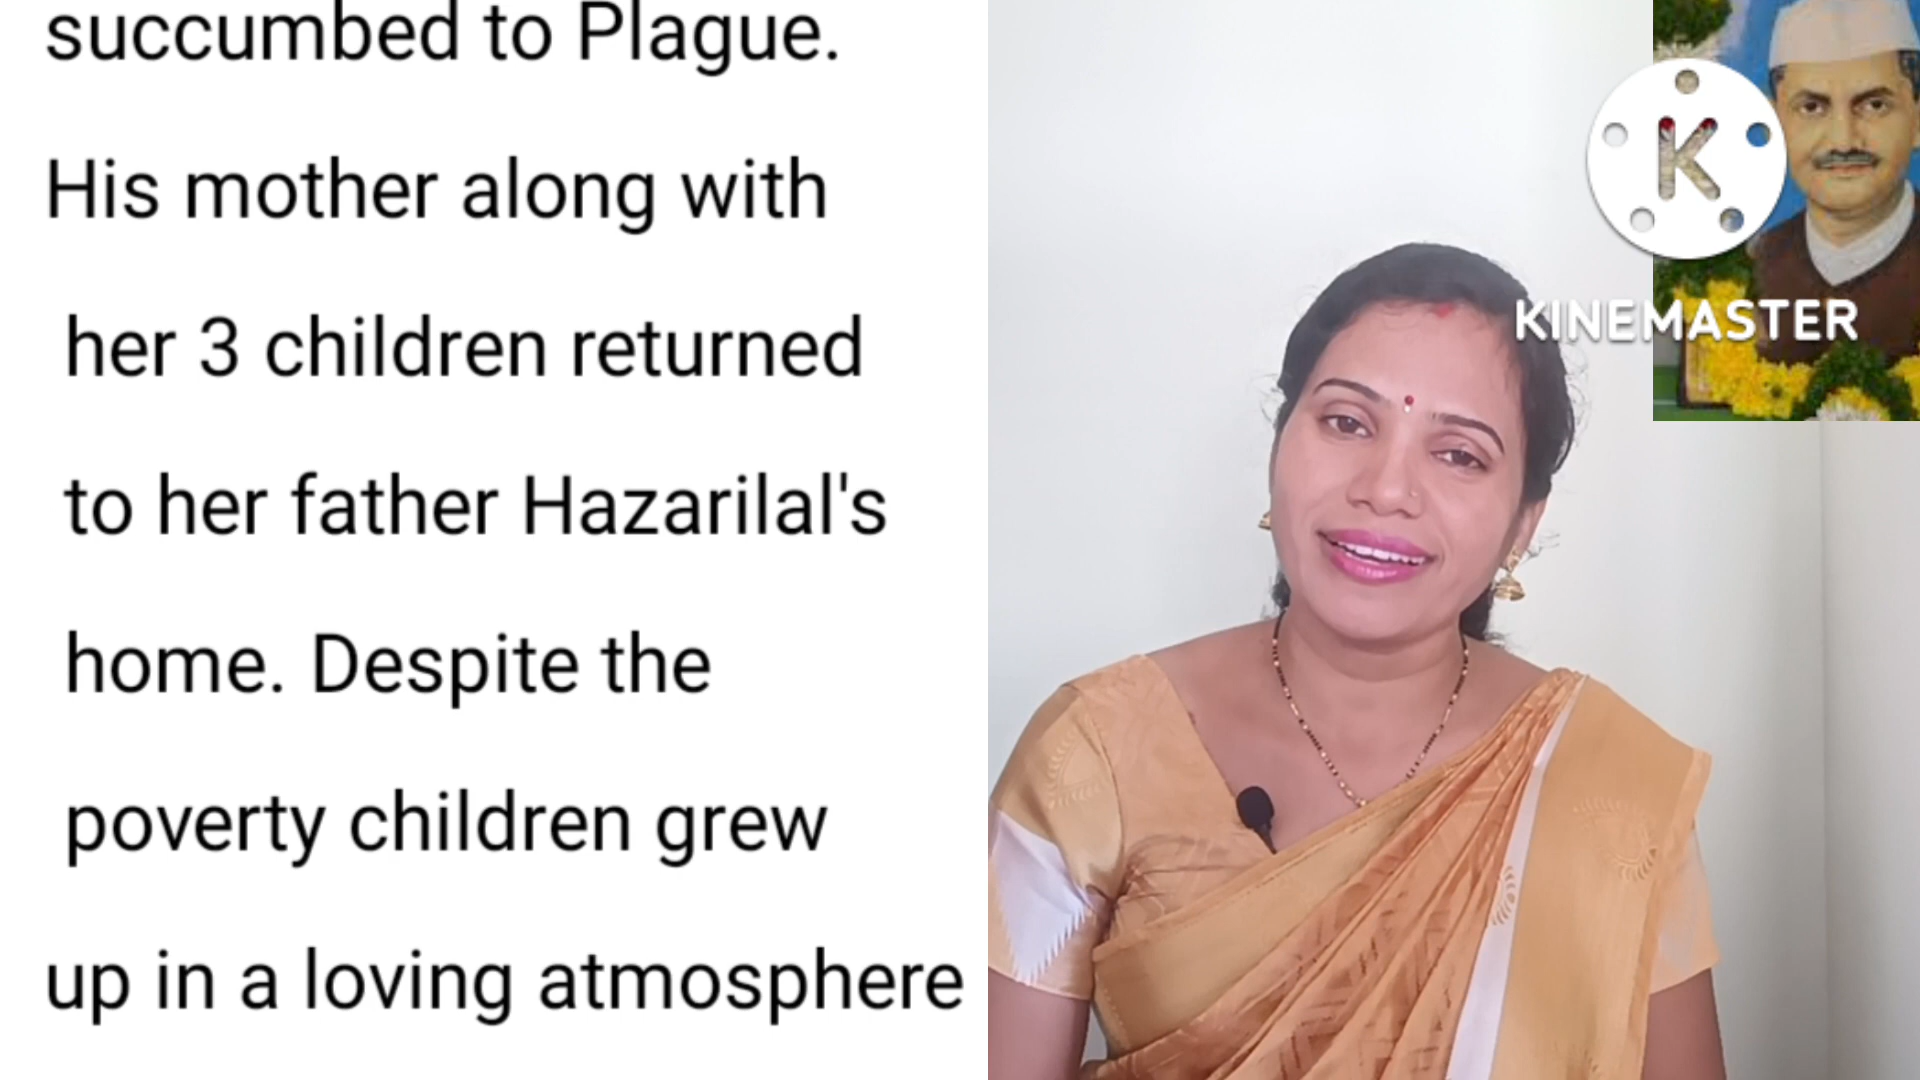 succumbed to Plague.
His mother along with
her 3 children returned
to her father Hazarilal's
home. Despite the
poverty children grew
up in a loving atmosphere
K
KINEMASTER